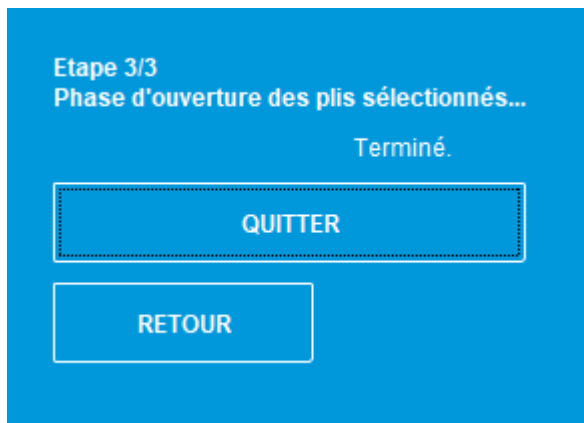 Etape 3/3
Phase d'ouverture des plis sélectionnés...
Terminé.
QUITTER
RETOUR